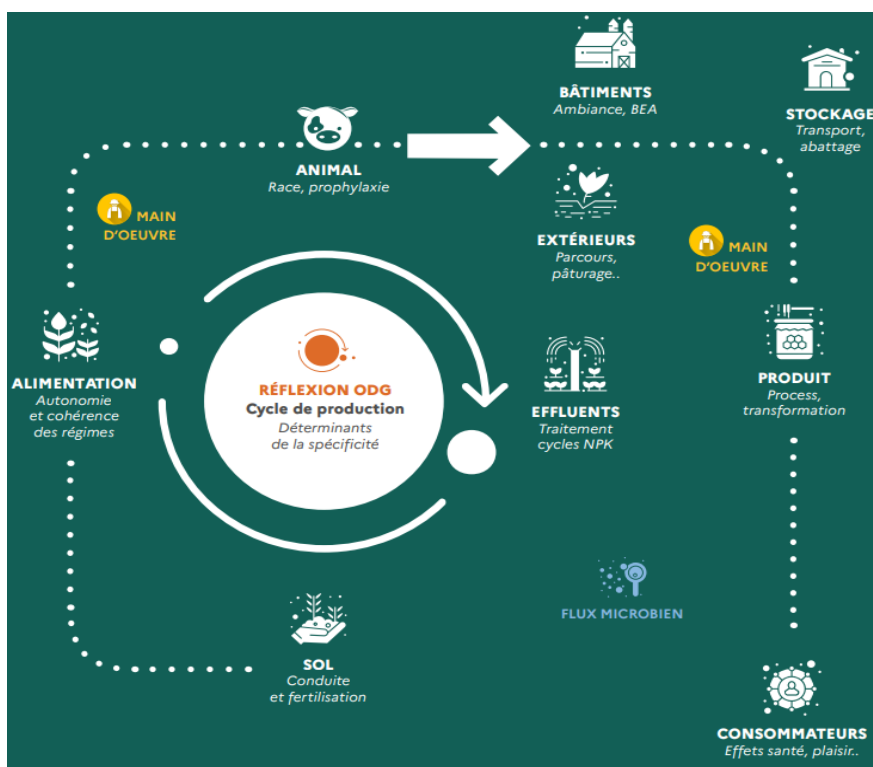 BÂTIMENTS
Ambiance, BEA
STOCKAGE
Transport,
abattage
ANIMAL
Race, prophylaxie
MAIN
D'OEUVRE
EXTÉRIEURS
Parcours,
pâturage..
MAIN
D'OEUVRE
ALIMENTATION
Autonomie
et cohérence
des régimes
RÉFLEXION ODG
Cycle de production
Déterminants
de la spécificité
EFFLUENTS
Traitement
cycles NPK
PRODUIT
Process,
transformation
FLUX MICROBIEN
SOL
Conduite
et fertilisation
CONSOMMATEURS
Effets santé, plaisir..